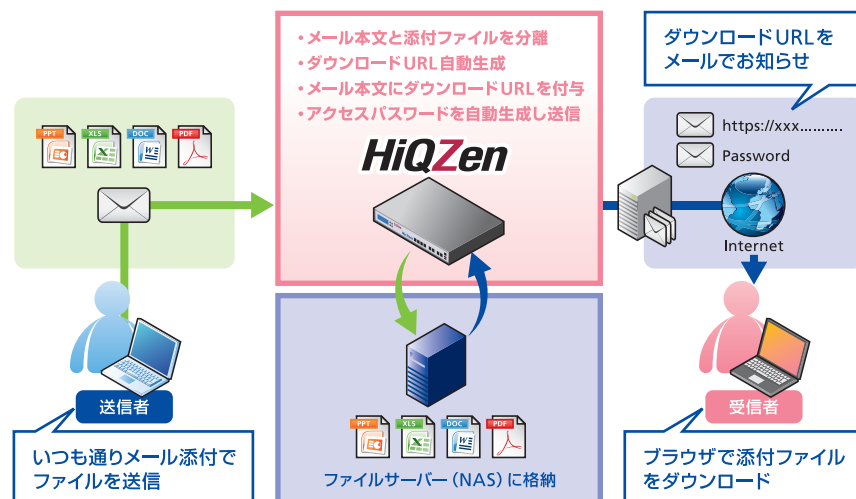 ・メール本文と添付ファイルを分離
・ダウンロードURL自動生成
・メール本文にダウンロードURLを付与
・アクセスパスワードを自動生成し送信
HiQZen
ダウンロードURLを
メールでお知らせ
PPT XLS DOC PDF
https://xxx..........
Password
Internet
送信者
いつも通りメール添付で
ファイルを送信
PPT XLS DOC PDF
ファイルサーバー（NAS）に格納
受信者
ブラウザで添付ファイル
をダウンロード